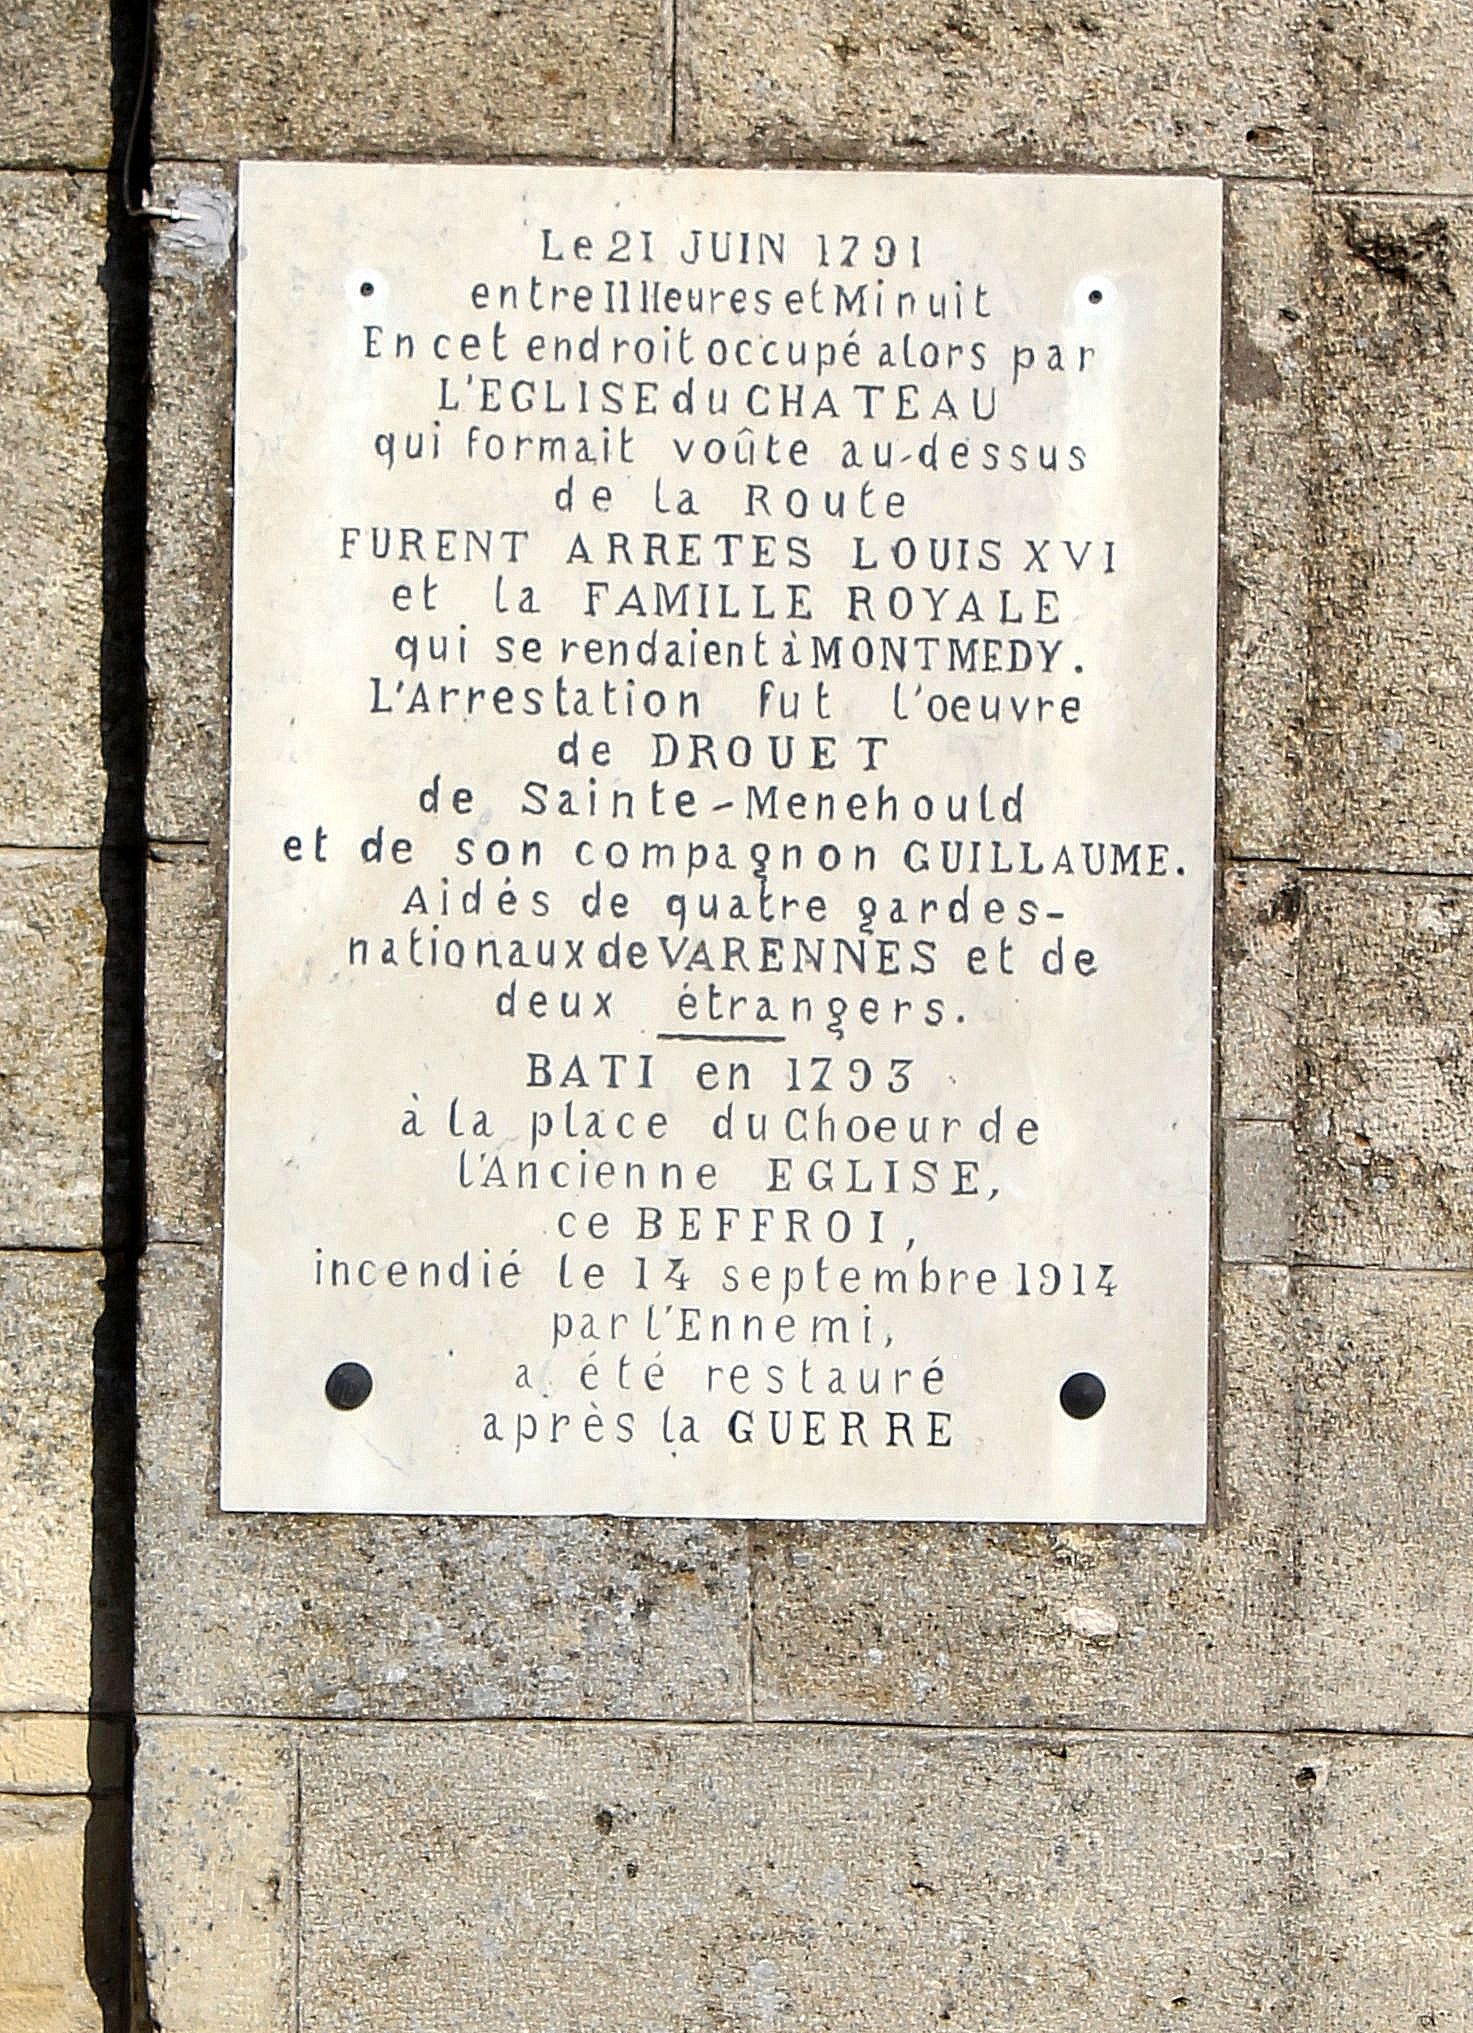 Le 21 JUIN 1791
entre 11 Heures et Minuit
En cet endroit occupé alors par
L'EGLISE du CHATEAU
qui formait voûte au-dessus
de la Route
FURENT ARRETES LOUIS XVI
et la FAMILLE ROYALE
qui se rendaient à MONTMEDY.
L'Arrestation fut l'oeuvre
de DROUET
de Sainte-Menehould
et de son compagnon GUILLAUME.
Aidés de quatre gardes-
nationaux de VARENNES et de
deux étrangers.
BATI en 1793
à la place du Choeur de
l'Ancienne EGLISE,
ce BEFFROI,
incendié le 14 septembre 1914
par l'Ennemi,
a été restauré
après la GUERRE